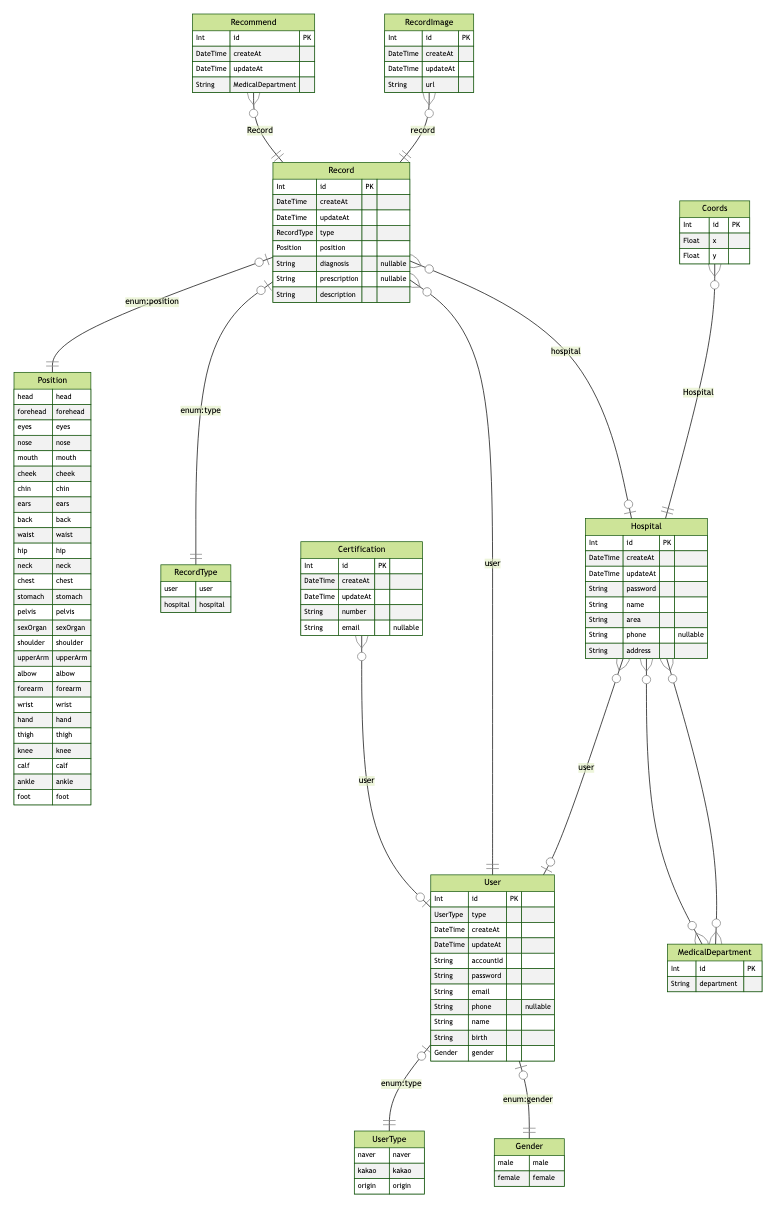 Recommend
Int id PK
DateTime createAt
DateTime updateAt
String MedicalDepartment
RecordImage
Int id PK
DateTime createAt
DateTime updateAt
String url
Record
record
Record
Int id PK
DateTime createAt
DateTime updateAt
RecordType type
Position position
String diagnosis nullable
String prescription nullable
String description
Coords
Int id PK
Float x
Float y
enum:position
hospital
Hospital
enum:type
Position
head head
forehead forehead
eyes eyes
nose nose
mouth mouth
cheek cheek
chin chin
ears ears
back back
waist waist
hip hip
neck neck
chest chest
stomach stomach
pelvis pelvis
sexOrgan sexOrgan
shoulder shoulder
upperArm upperArm
albow albow
forearm forearm
wrist wrist
hand hand
thigh thigh
knee knee
calf calf
ankle ankle
foot foot
RecordType
user user
hospital hospital
Certification
Int id PK
DateTime createAt
DateTime updateAt
String number
String email nullable
user
Hospital
Int id PK
DateTime createAt
DateTime updateAt
String password
String name
String area
String phone nullable
String address
user
user
User
Int id PK
UserType type
DateTime createAt
DateTime updateAt
String accountId
String password
String email
String phone nullable
String name
String birth
Gender gender
MedicalDepartment
Int id PK
String department
enum:type
enum:gender
UserType
naver naver
kakao kakao
origin origin
Gender
male male
female female